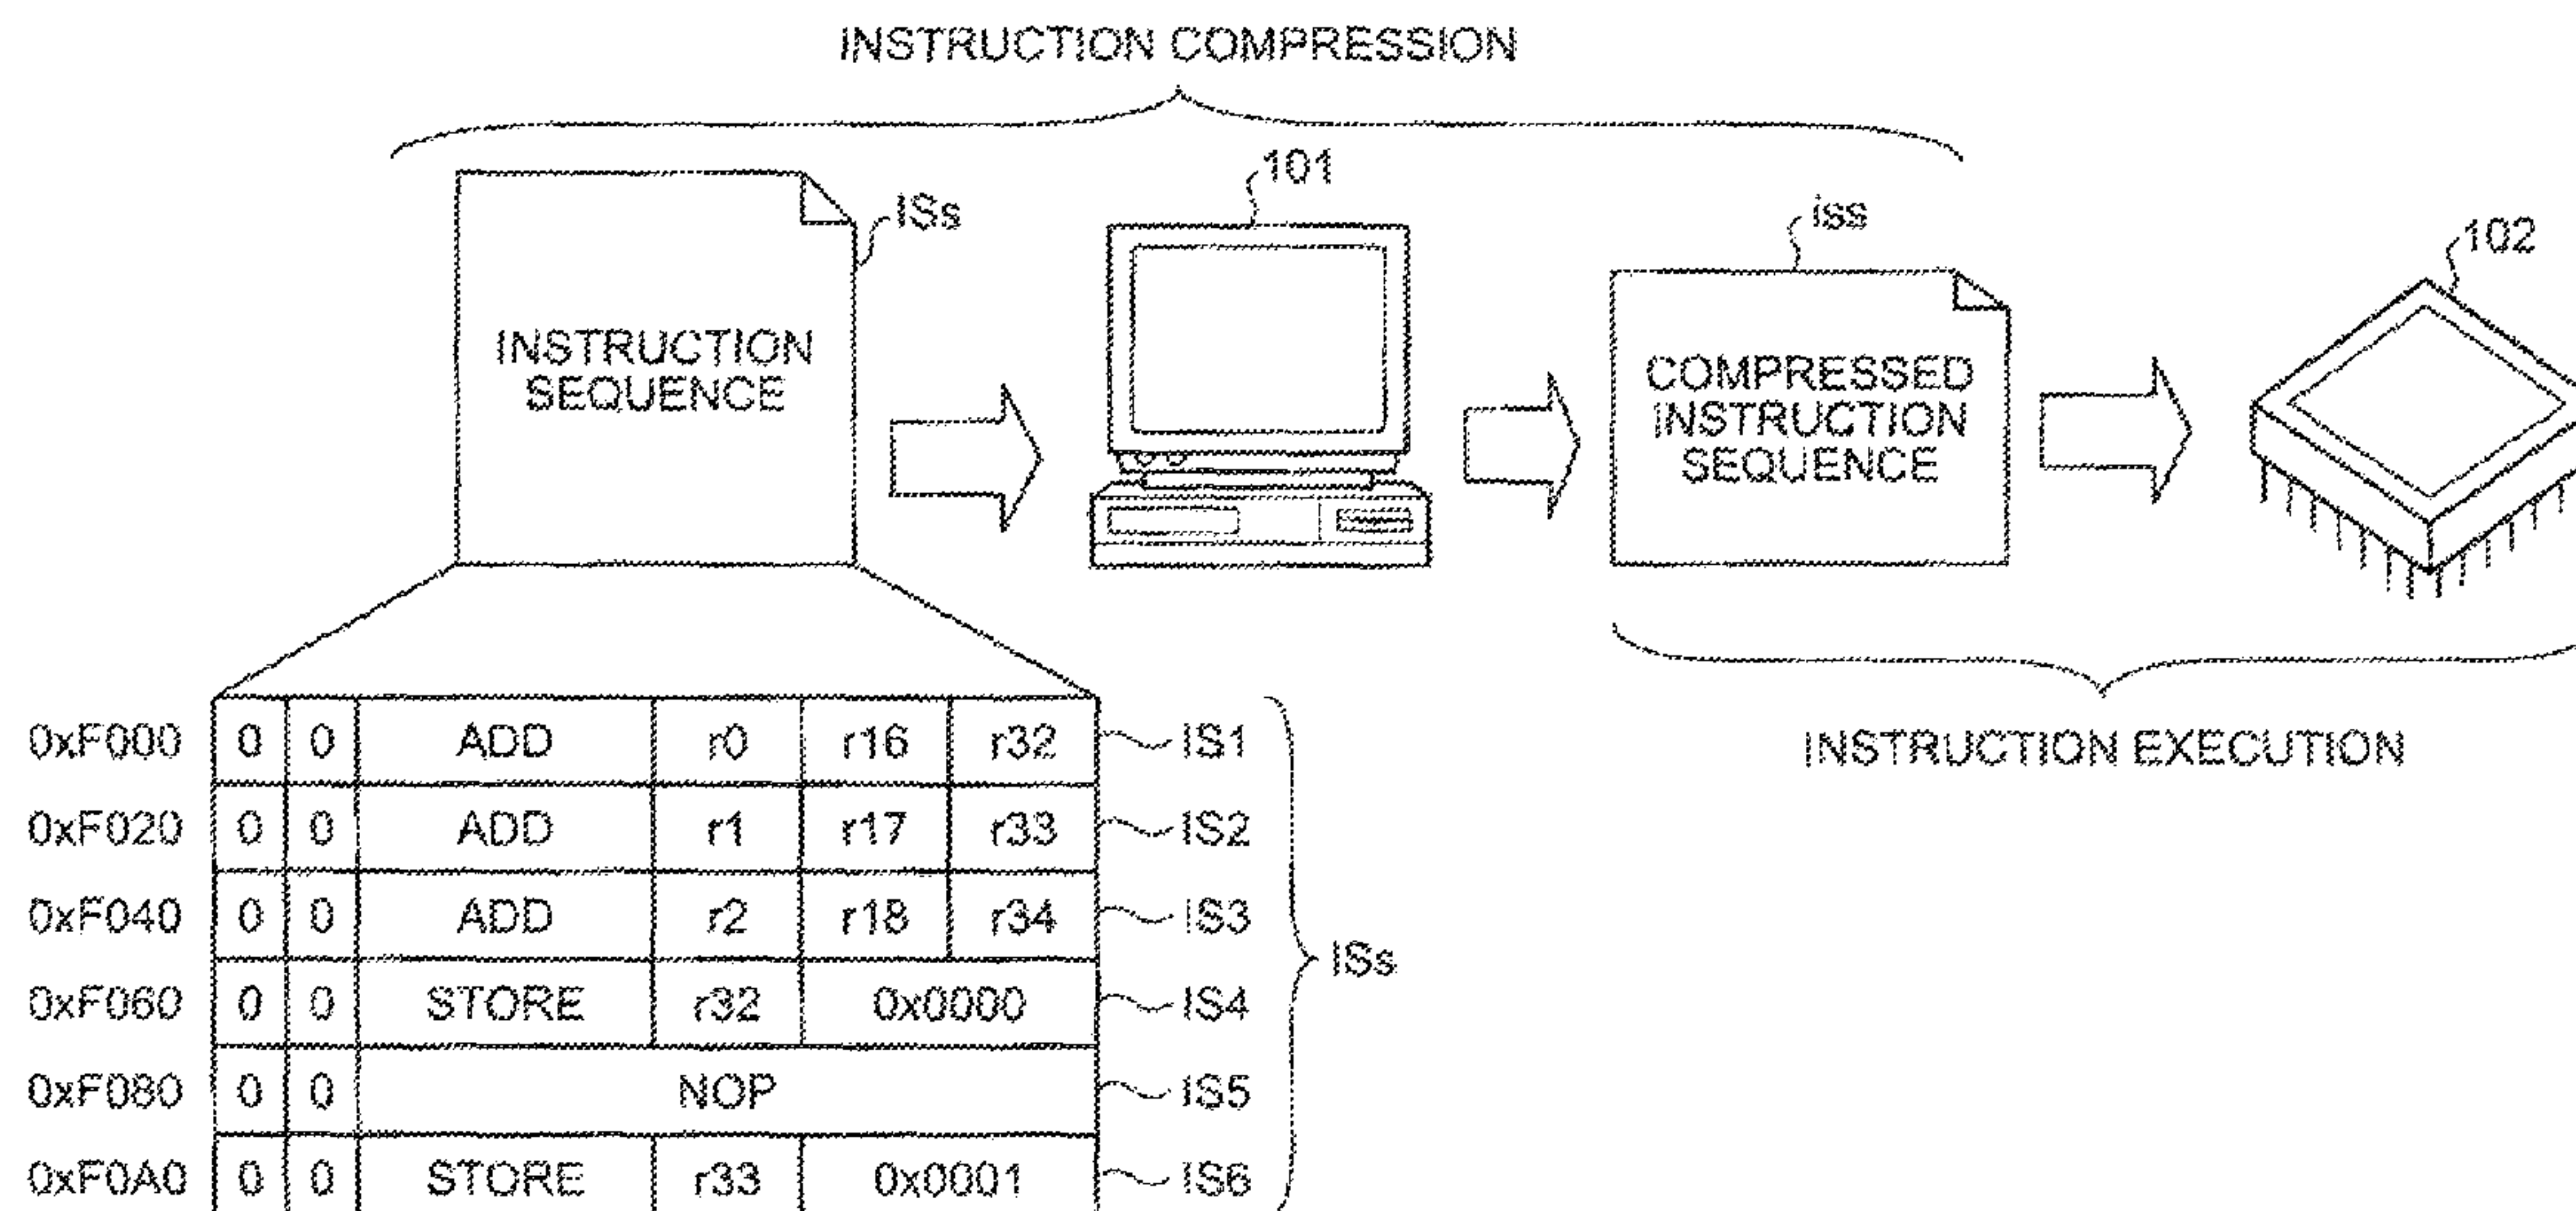 INSTRUCTION COMPRESSION
101
ISs
iss
102
INSTRUCTION
SEQUENCE
COMPRESSED
INSTRUCTION
SEQUENCE
INSTRUCTION EXECUTION
0xF000 0 0 ADD r0 r16 r32 IS1
0xF020 0 0 ADD r1 r17 r33 IS2
0xF040 0 0 ADD r2 r18 r34 IS3
ISs
0xF060 0 0 STORE r32 0x0000 IS4
0xF080 0 0 NOP IS5
0xF0A0 0 0 STORE r33 0x0001 IS6